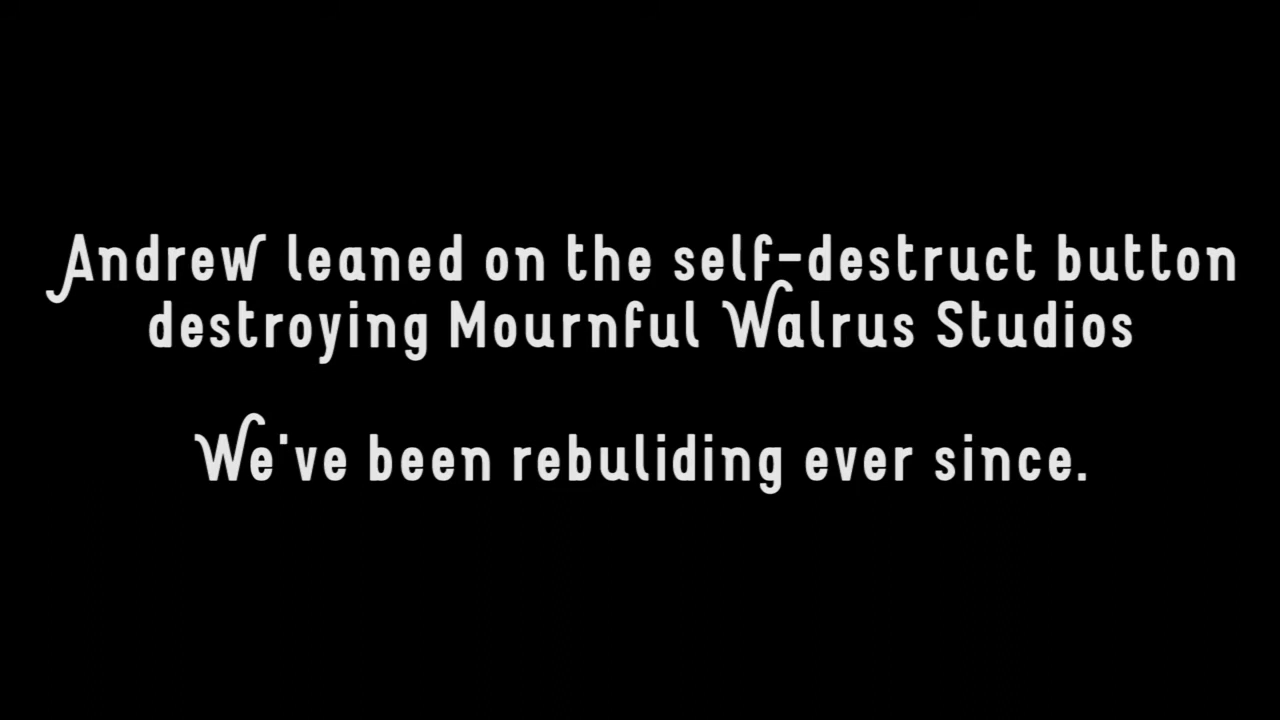 Andrew leaned on the self-destruct button
destroying Mournful Walrus Studios
We've been rebuliding ever since.